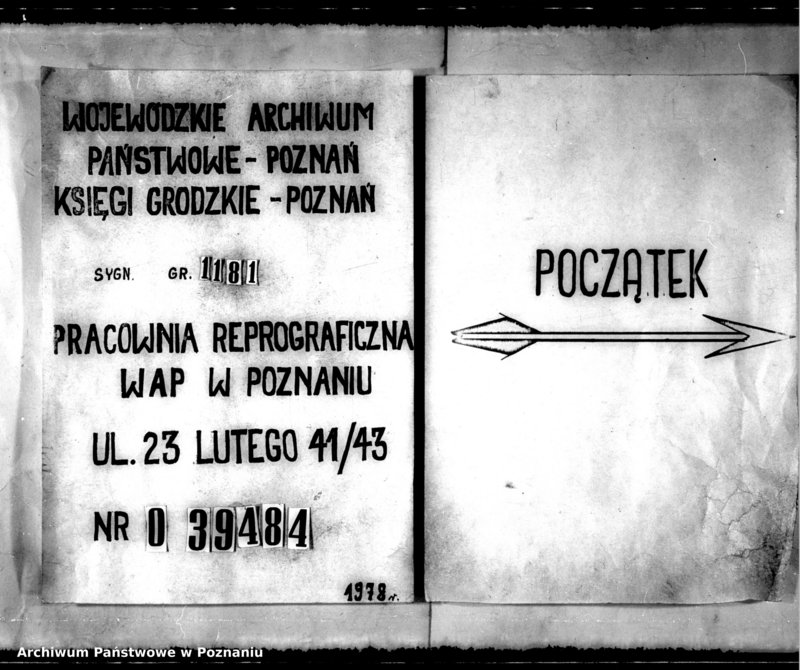 WOJEWÓDZKIE ARCHIWUM
PAŃSTWOWE - POZNAŃ
KSIĘGI GRODZKIE - POZNAŃ
SYGN. GR. 1181
PRACOWNIA REPROGRAFICZNA
WAP W POZNANIU
UL. 23 LUTEGO 41/43
NR 0 39484
1978 r.
POCZĄTEK
Archiwum Państwowe w Poznaniu